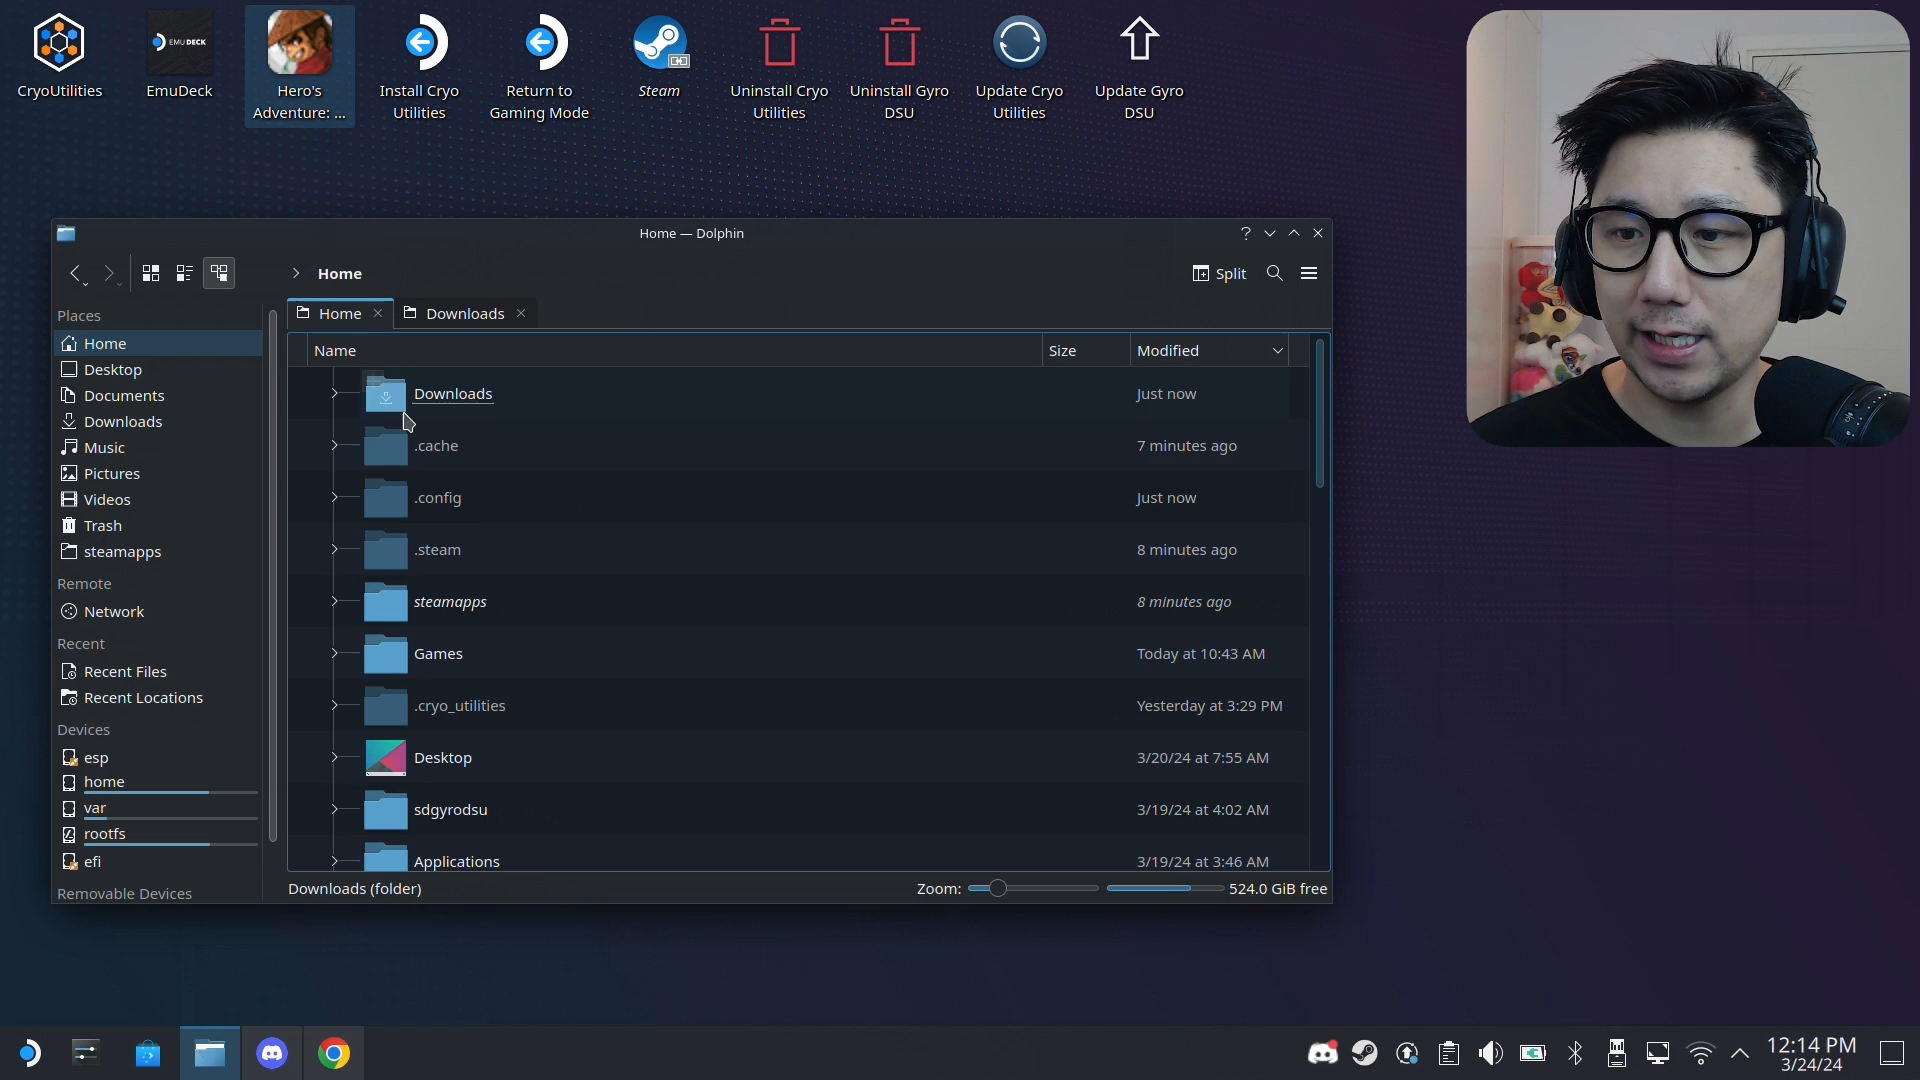 EMUDECK
CryoUtilities
EmuDeck
Hero's
Adventure: ...
Install Cryo
Utilities
Return to
Gaming Mode
Steam
Uninstall Cryo
Utilities
Uninstall Gyro
DSU
Update Cryo
Utilities
Update Gyro
DSU
Home — Dolphin
Home
Split
Places
Home
Desktop
Documents
Downloads
Music
Pictures
Videos
Trash
steamapps
Remote
Network
Recent
Recent Files
Recent Locations
Devices
esp
home
var
rootfs
efi
Removable Devices
Home
Downloads
Name Size Modified
Downloads Just now
.cache 7 minutes ago
.config Just now
.steam 8 minutes ago
steamapps 8 minutes ago
Games Today at 10:43 AM
.cryo_utilities Yesterday at 3:29 PM
Desktop 3/20/24 at 7:55 AM
sdgyrodsu 3/19/24 at 4:02 AM
Applications 3/19/24 at 3:46 AM
Downloads (folder) Zoom: 524.0 GiB free
12:14 PM
3/24/24